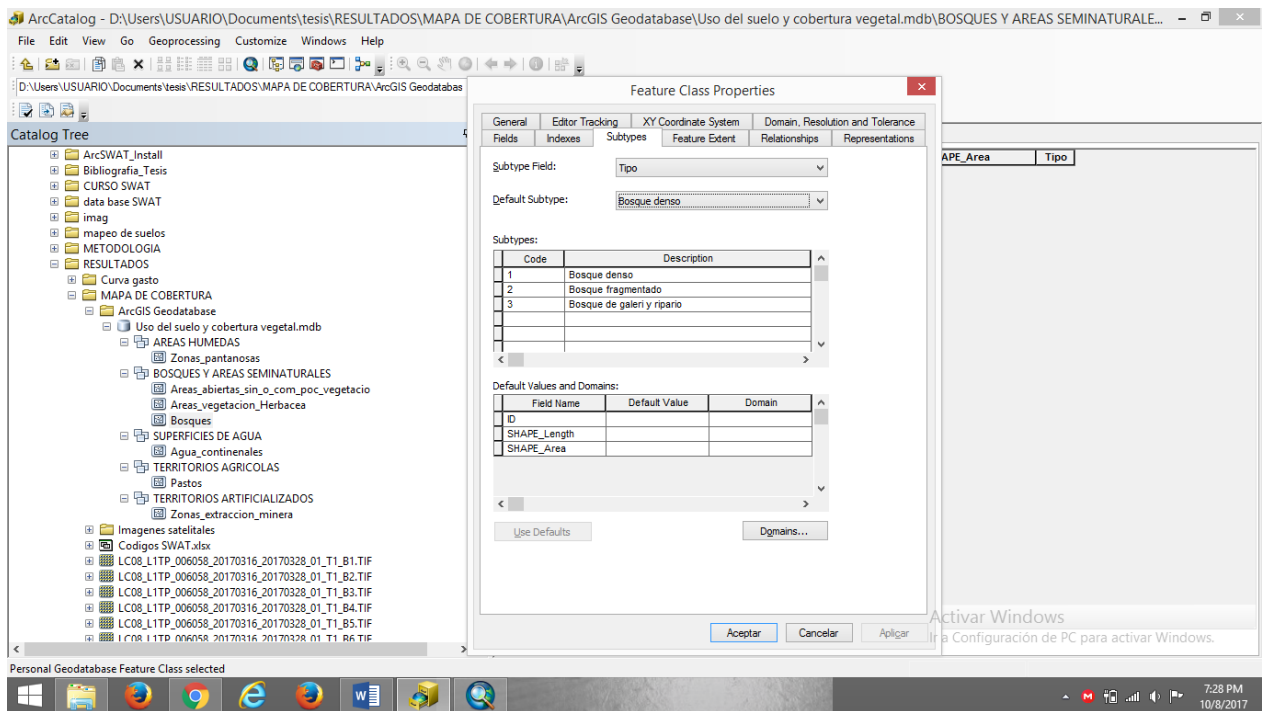 ArcCatalog - D:\Users\USUARIO\Documents\tesis\RESULTADOS\MAPA DE COBERTURA\ArcGIS Geodatabase\Uso del suelo y cobertura vegetal.mdb\BOSQUES Y AREAS SEMINATURALE...
File Edit View Go Geoprocessing Customize Windows Help
D:\Users\USUARIO\Documents\tesis\RESULTADOS\MAPA DE COBERTURA\ArcGIS Geodatabas
Catalog Tree
ArcSWAT_Install
Bibliografia_Tesis
CURSO SWAT
data base SWAT
imag
mapeo de suelos
METODOLOGIA
RESULTADOS
Curva gasto
MAPA DE COBERTURA
ArcGIS Geodatabase
Uso del suelo y cobertura vegetal.mdb
AREAS HUMEDAS
Zonas_pantanosas
BOSQUES Y AREAS SEMINATURALES
Areas_abiertas_sin_o_com_poc_vegetacio
Areas_vegetacion_Herbacea
Bosques
SUPERFICIES DE AGUA
Agua_continenales
TERRITORIOS AGRICOLAS
Pastos
TERRITORIOS ARTIFICIALIZADOS
Zonas_extraccion_minera
Imagenes satelitales
Codigos SWAT.xlsx
LC08_L1TP_006058_20170316_20170328_01_T1_B1.TIF
LC08_L1TP_006058_20170316_20170328_01_T1_B2.TIF
LC08_L1TP_006058_20170316_20170328_01_T1_B3.TIF
LC08_L1TP_006058_20170316_20170328_01_T1_B4.TIF
LC08_L1TP_006058_20170316_20170328_01_T1_B5.TIF
LC08_L1TP_006058_20170316_20170328_01_T1_B6.TIF
Feature Class Properties
General Editor Tracking XY Coordinate System Domain, Resolution and Tolerance
Fields Indexes Subtypes Feature Extent Relationships Representations
Subtype Field: Tipo
Default Subtype: Bosque denso
Subtypes:
Code Description
1 Bosque denso
2 Bosque fragmentado
3 Bosque de galeri y ripario
Default Values and Domains:
Field Name Default Value Domain
ID
SHAPE_Length
SHAPE_Area
Use Defaults Domains...
Aceptar Cancelar Aplicar
APE_Area Tipo
Activar Windows
Ir a Configuración de PC para activar Windows.
Personal Geodatabase Feature Class selected
7:28 PM
10/8/2017